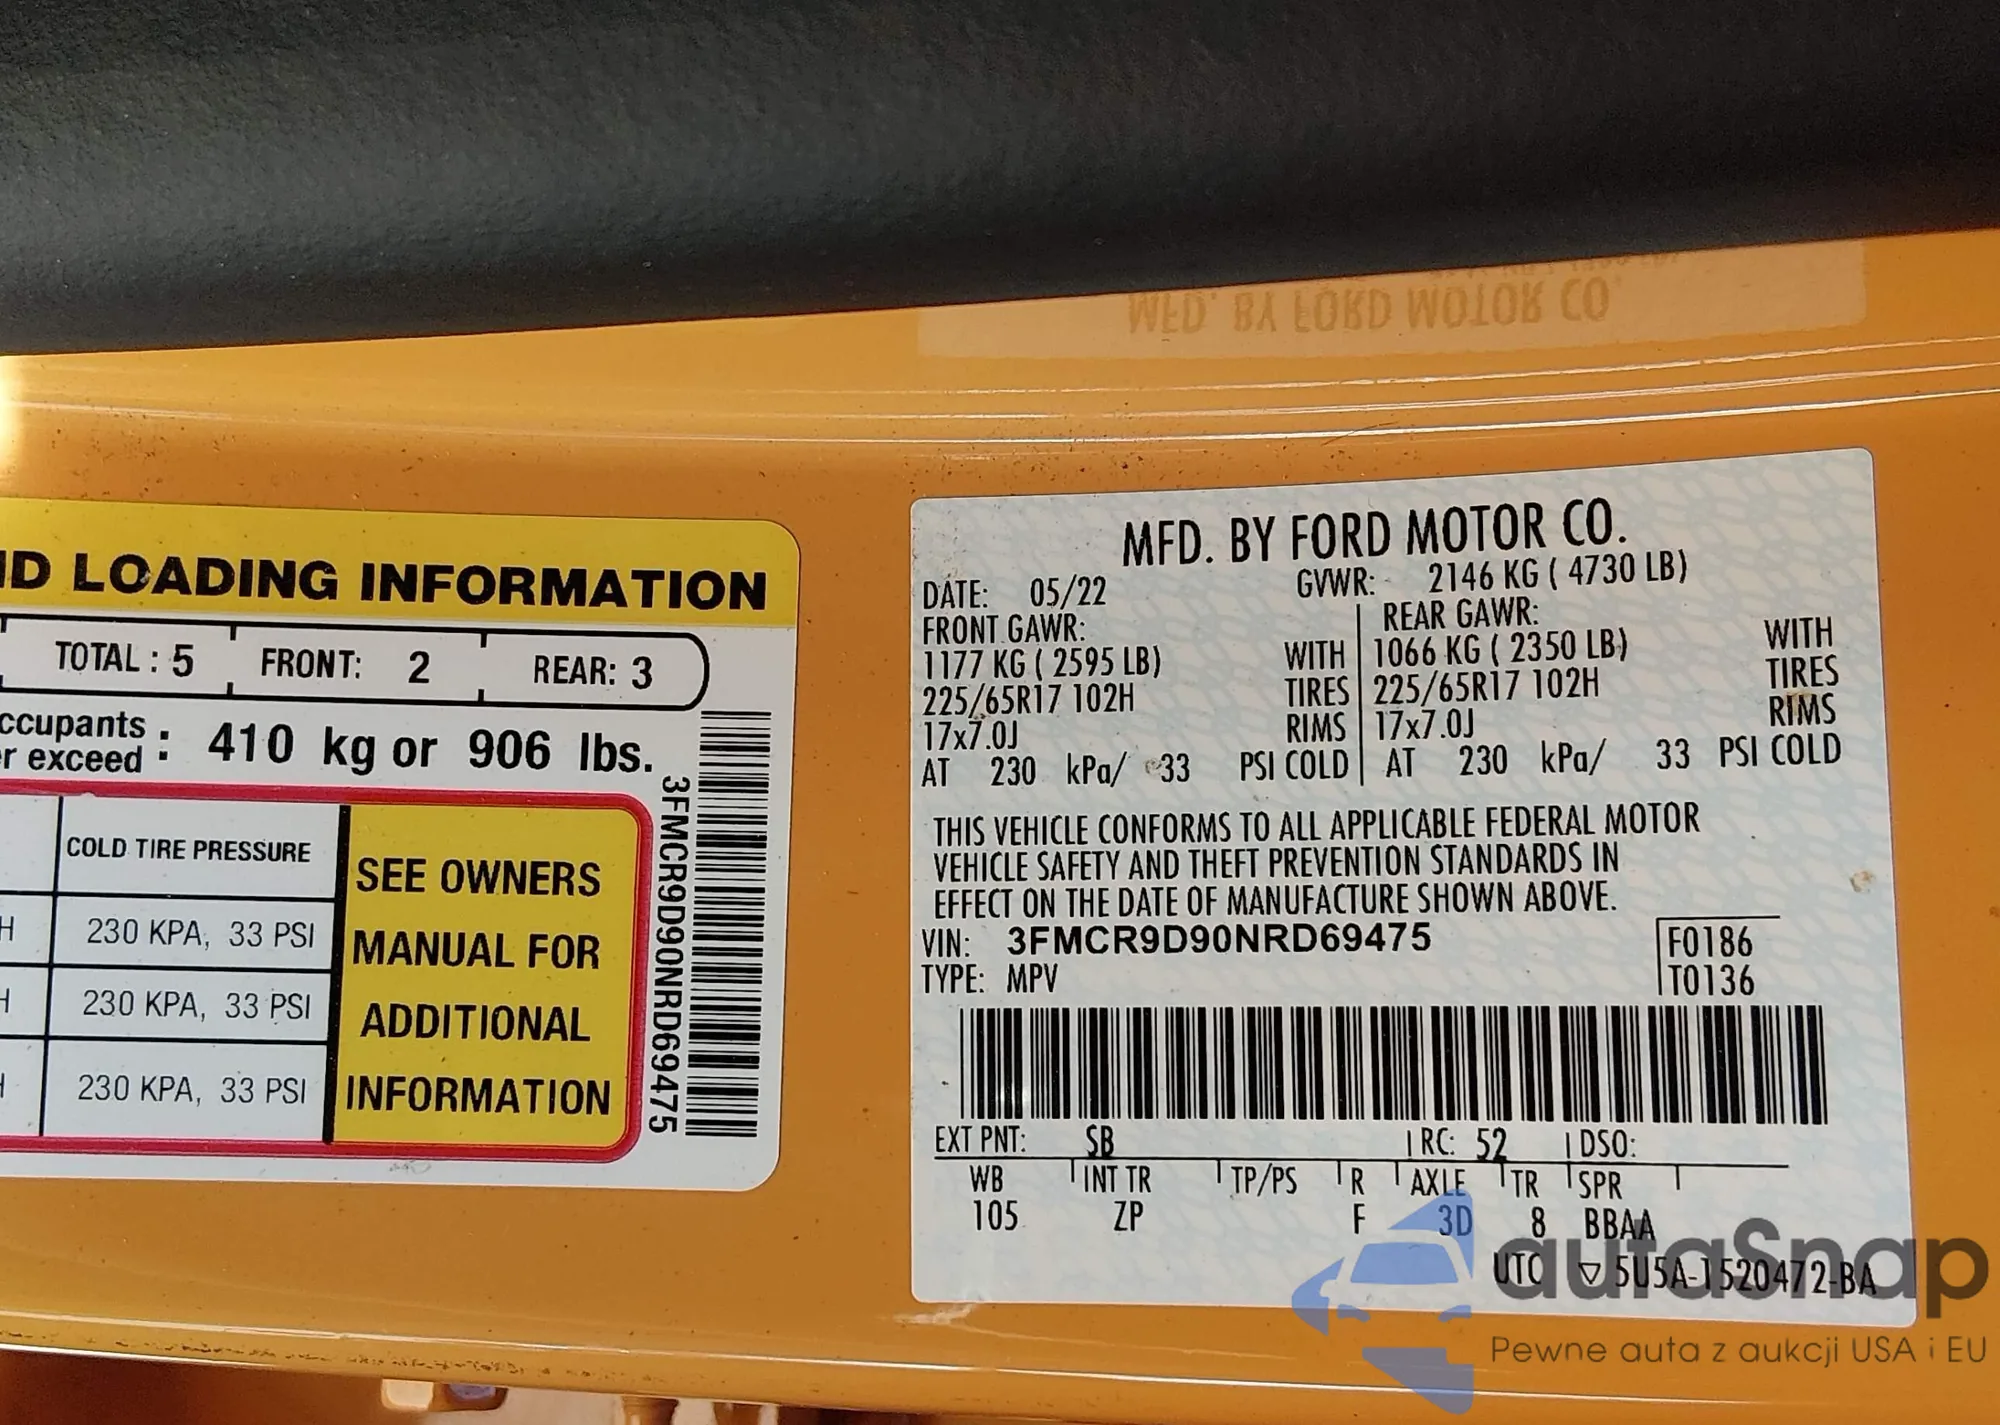 MFD. BY FORD MOTOR CO.
ND LOADING INFORMATION
TOTAL : 5 FRONT: 2 REAR: 3
ccupants
r exceed : 410 kg or 906 lbs.
COLD TIRE PRESSURE
H 230 KPA, 33 PSI
H 230 KPA, 33 PSI
H 230 KPA, 33 PSI
SEE OWNERS
MANUAL FOR
ADDITIONAL
INFORMATION
3FMCR9D90NRD69475
MFD. BY FORD MOTOR CO.
DATE: 05/22 GVWR: 2146 KG ( 4730 LB)
FRONT GAWR: REAR GAWR:
1177 KG ( 2595 LB) WITH 1066 KG ( 2350 LB) WITH
225/65R17 102H TIRES 225/65R17 102H TIRES
17x7.0J RIMS 17x7.0J RIMS
AT 230 kPa/ 33 PSI COLD AT 230 kPa/ 33 PSI COLD
THIS VEHICLE CONFORMS TO ALL APPLICABLE FEDERAL MOTOR
VEHICLE SAFETY AND THEFT PREVENTION STANDARDS IN
EFFECT ON THE DATE OF MANUFACTURE SHOWN ABOVE.
VIN: 3FMCR9D90NRD69475 F0186
TYPE: MPV T0136
EXT PNT: SB RC: 52 DSO:
WB INT TR TP/PS R AXLE TR SPR
105 ZP F 3D 8 BBAA
UTC ▽ 5U5A-1520472-BA
autaSnap
Pewne auta z aukcji USA i EU